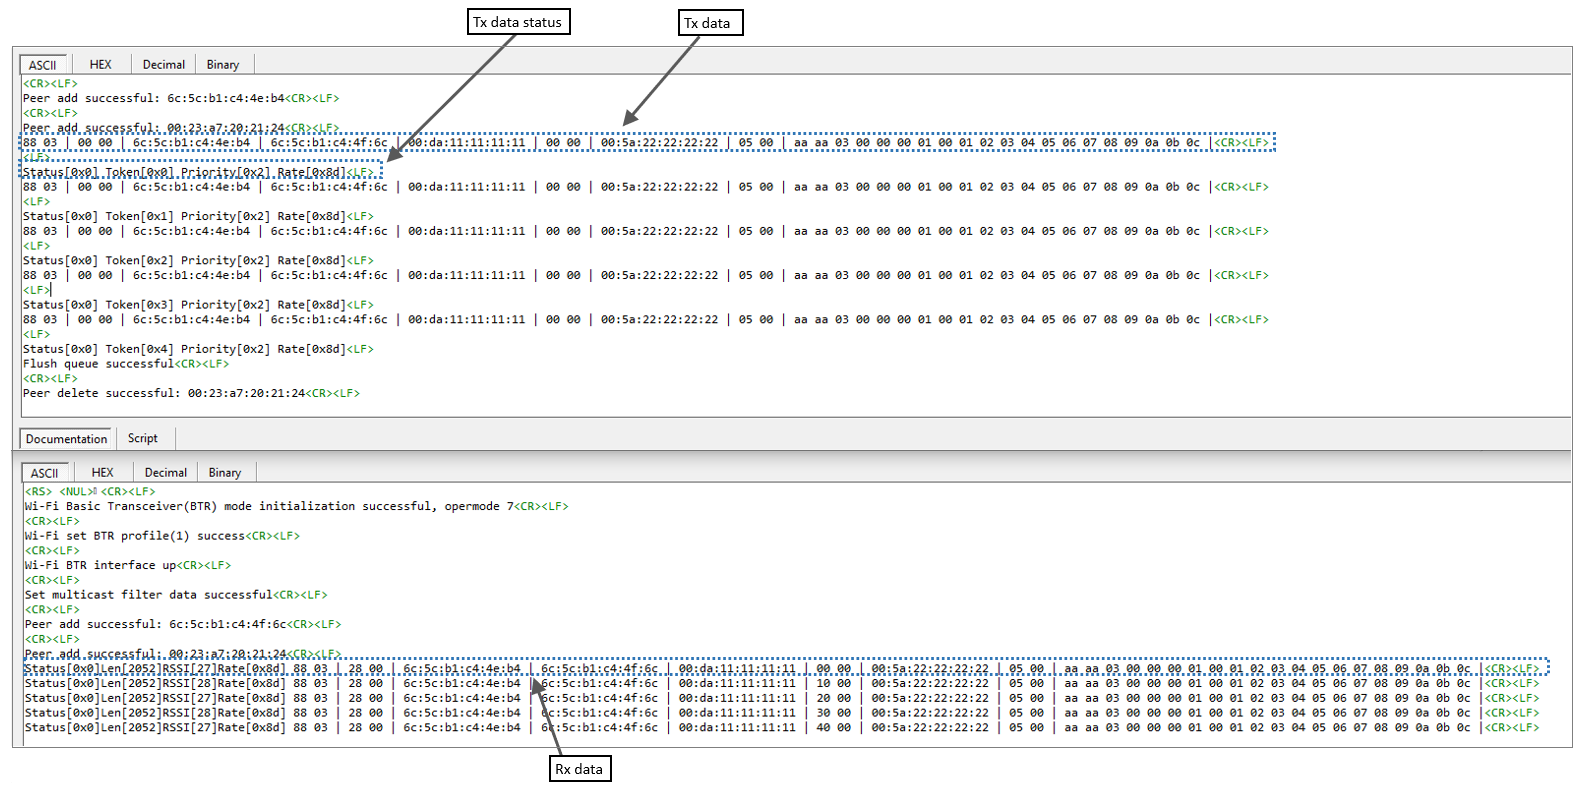 Tx data status
Tx data
ASCII HEX Decimal Binary
<CR><LF>
Peer add successful: 6c:5c:b1:c4:4e:b4<CR><LF>
<CR><LF>
Peer add successful: 00:23:a7:20:21:24<CR><LF>
88 03 | 00 00 | 6c:5c:b1:c4:4e:b4 | 6c:5c:b1:c4:4f:6c | 00:da:11:11:11:11 | 00 00 | 00:5a:22:22:22:22 | 05 00 | aa aa 03 00 00 00 01 00 01 02 03 04 05 06 07 08 09 0a 0b 0c |<CR><LF>
<LF>
Status[0x0] Token[0x0] Priority[0x2] Rate[0x8d]<LF>
88 03 | 00 00 | 6c:5c:b1:c4:4e:b4 | 6c:5c:b1:c4:4f:6c | 00:da:11:11:11:11 | 00 00 | 00:5a:22:22:22:22 | 05 00 | aa aa 03 00 00 00 01 00 01 02 03 04 05 06 07 08 09 0a 0b 0c |<CR><LF>
<LF>
Status[0x0] Token[0x1] Priority[0x2] Rate[0x8d]<LF>
88 03 | 00 00 | 6c:5c:b1:c4:4e:b4 | 6c:5c:b1:c4:4f:6c | 00:da:11:11:11:11 | 00 00 | 00:5a:22:22:22:22 | 05 00 | aa aa 03 00 00 00 01 00 01 02 03 04 05 06 07 08 09 0a 0b 0c |<CR><LF>
<LF>
Status[0x0] Token[0x2] Priority[0x2] Rate[0x8d]<LF>
88 03 | 00 00 | 6c:5c:b1:c4:4e:b4 | 6c:5c:b1:c4:4f:6c | 00:da:11:11:11:11 | 00 00 | 00:5a:22:22:22:22 | 05 00 | aa aa 03 00 00 00 01 00 01 02 03 04 05 06 07 08 09 0a 0b 0c |<CR><LF>
<LF>
Status[0x0] Token[0x3] Priority[0x2] Rate[0x8d]<LF>
88 03 | 00 00 | 6c:5c:b1:c4:4e:b4 | 6c:5c:b1:c4:4f:6c | 00:da:11:11:11:11 | 00 00 | 00:5a:22:22:22:22 | 05 00 | aa aa 03 00 00 00 01 00 01 02 03 04 05 06 07 08 09 0a 0b 0c |<CR><LF>
<LF>
Status[0x0] Token[0x4] Priority[0x2] Rate[0x8d]<LF>
Flush queue successful<CR><LF>
<CR><LF>
Peer delete successful: 00:23:a7:20:21:24<CR><LF>
Documentation Script
ASCII HEX Decimal Binary
<RS> <NUL> <CR><LF>
Wi-Fi Basic Transceiver(BTR) mode initialization successful, opermode 7<CR><LF>
<CR><LF>
Wi-Fi set BTR profile(1) success<CR><LF>
<CR><LF>
Wi-Fi BTR interface up<CR><LF>
<CR><LF>
Set multicast filter data successful<CR><LF>
<CR><LF>
Peer add successful: 6c:5c:b1:c4:4f:6c<CR><LF>
<CR><LF>
Peer add successful: 00:23:a7:20:21:24<CR><LF>
Status[0x0]Len[2052]RSSI[27]Rate[0x8d] 88 03 | 28 00 | 6c:5c:b1:c4:4e:b4 | 6c:5c:b1:c4:4f:6c | 00:da:11:11:11:11 | 00 00 | 00:5a:22:22:22:22 | 05 00 | aa aa 03 00 00 00 01 00 01 02 03 04 05 06 07 08 09 0a 0b 0c |<CR><LF>
Status[0x0]Len[2052]RSSI[28]Rate[0x8d] 88 03 | 28 00 | 6c:5c:b1:c4:4e:b4 | 6c:5c:b1:c4:4f:6c | 00:da:11:11:11:11 | 10 00 | 00:5a:22:22:22:22 | 05 00 | aa aa 03 00 00 00 01 00 01 02 03 04 05 06 07 08 09 0a 0b 0c |<CR><LF>
Status[0x0]Len[2052]RSSI[27]Rate[0x8d] 88 03 | 28 00 | 6c:5c:b1:c4:4e:b4 | 6c:5c:b1:c4:4f:6c | 00:da:11:11:11:11 | 20 00 | 00:5a:22:22:22:22 | 05 00 | aa aa 03 00 00 00 01 00 01 02 03 04 05 06 07 08 09 0a 0b 0c |<CR><LF>
Status[0x0]Len[2052]RSSI[28]Rate[0x8d] 88 03 | 28 00 | 6c:5c:b1:c4:4e:b4 | 6c:5c:b1:c4:4f:6c | 00:da:11:11:11:11 | 30 00 | 00:5a:22:22:22:22 | 05 00 | aa aa 03 00 00 00 01 00 01 02 03 04 05 06 07 08 09 0a 0b 0c |<CR><LF>
Status[0x0]Len[2052]RSSI[27]Rate[0x8d] 88 03 | 28 00 | 6c:5c:b1:c4:4e:b4 | 6c:5c:b1:c4:4f:6c | 00:da:11:11:11:11 | 40 00 | 00:5a:22:22:22:22 | 05 00 | aa aa 03 00 00 00 01 00 01 02 03 04 05 06 07 08 09 0a 0b 0c |<CR><LF>
Rx data